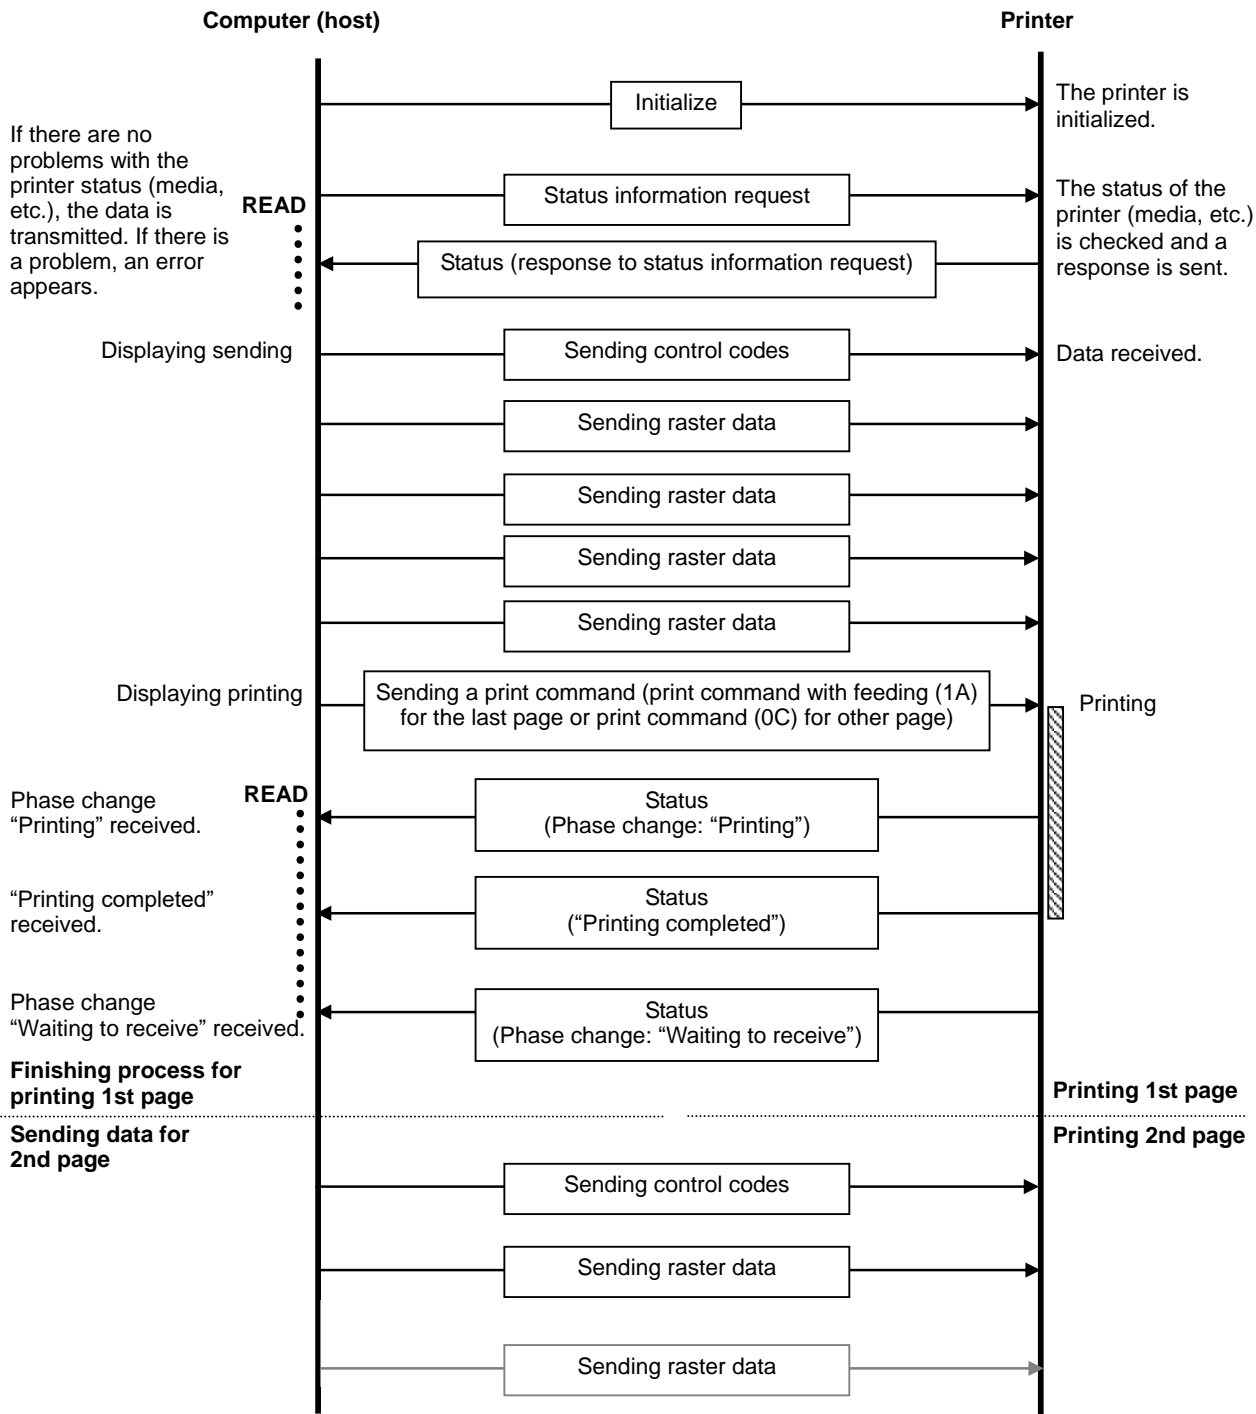 Computer (host)
Printer
Initialize
The printer is
initialized.
If there are no
problems with the
printer status (media,
etc.), the data is
transmitted. If there is
a problem, an error
appears.
READ
Status information request
The status of the
printer (media, etc.)
is checked and a
response is sent.
Status (response to status information request)
Displaying sending
Sending control codes
Data received.
Sending raster data
Sending raster data
Sending raster data
Sending raster data
Displaying printing
Sending a print command (print command with feeding (1A)
for the last page or print command (0C) for other page)
Printing
Phase change
“Printing” received.
READ
Status
(Phase change: “Printing”)
“Printing completed”
received.
Status
(“Printing completed”)
Phase change
“Waiting to receive” received.
Status
(Phase change: “Waiting to receive”)
Finishing process for
printing 1st page
Printing 1st page
Sending data for
2nd page
Printing 2nd page
Sending control codes
Sending raster data
Sending raster data